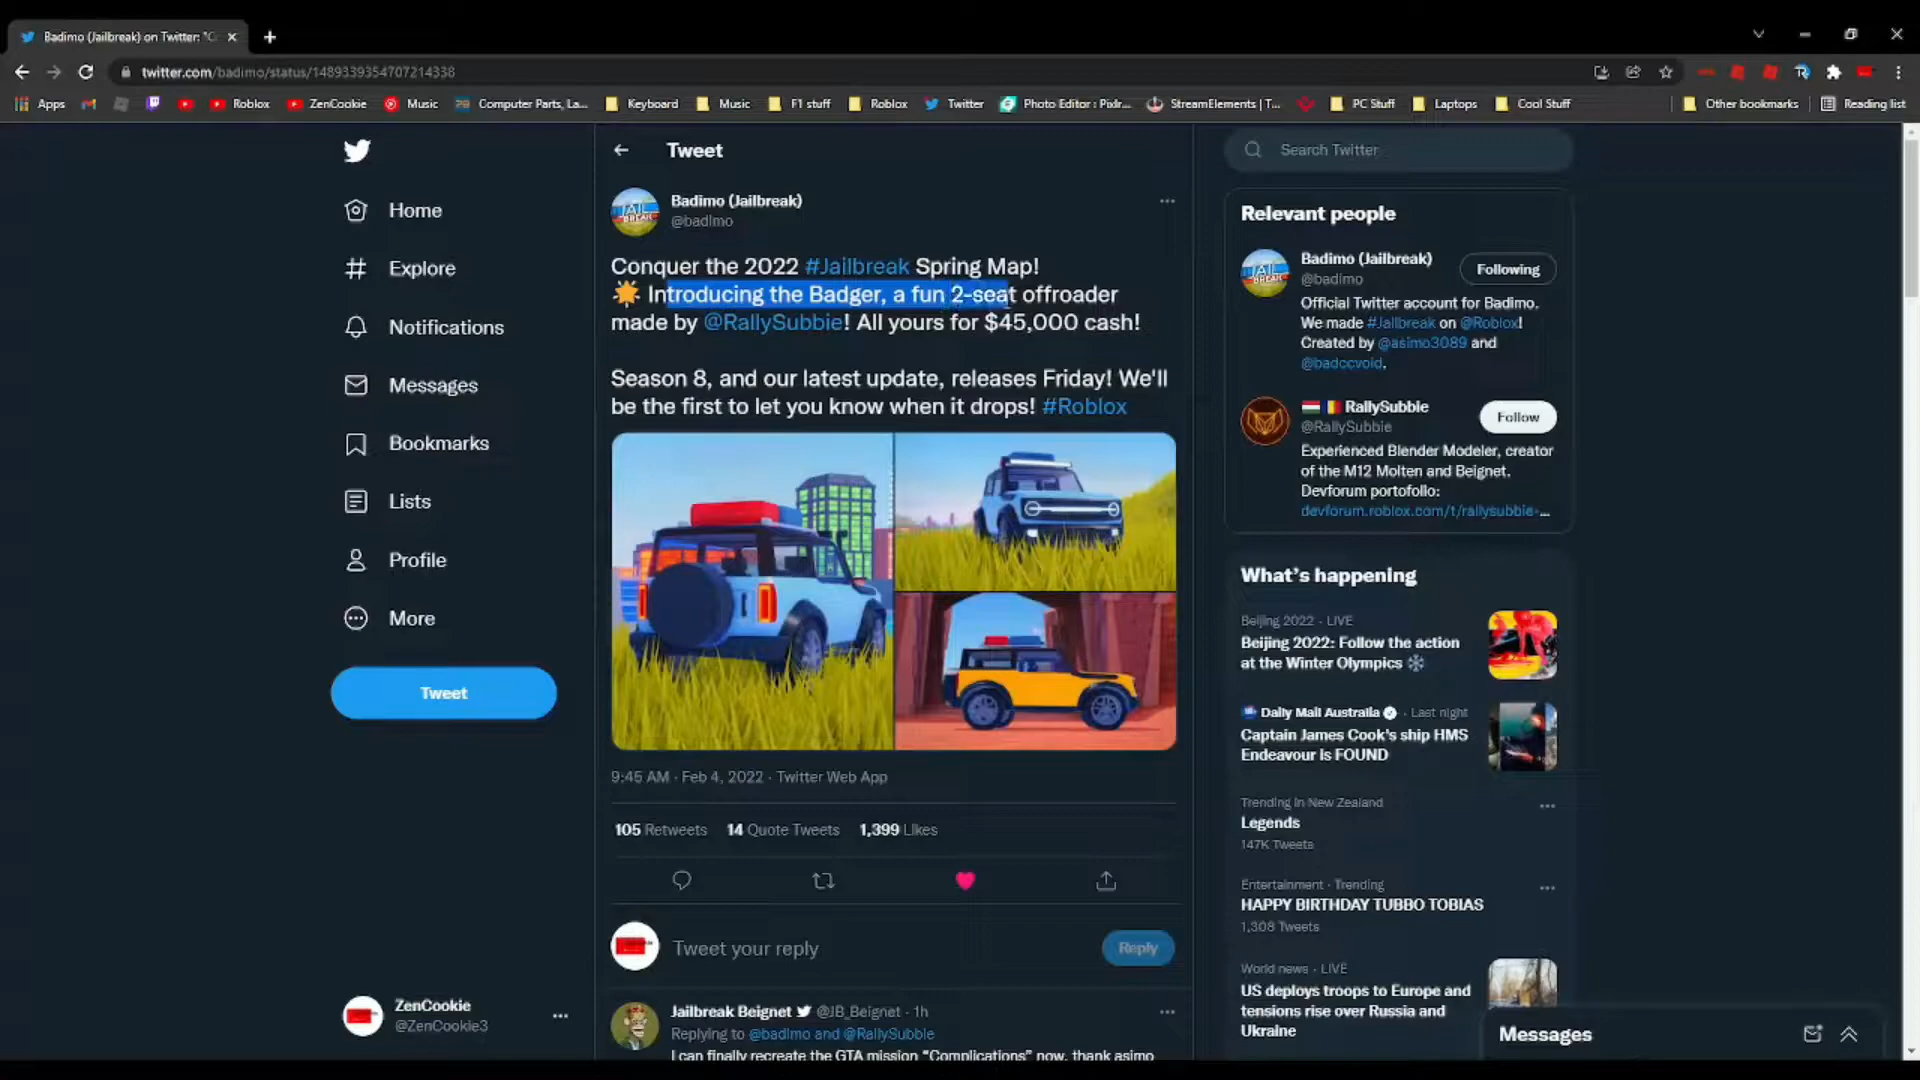 Badimo (Jailbreak) on Twitter: "C
twitter.com/badimo/status/1489339354707214338
Apps
Roblox
ZenCookie
Music
Computer Parts, La...
Keyboard
Music
F1 stuff
Roblox
Twitter
Photo Editor : Pixlr...
StreamElements | T...
PC Stuff
Laptops
Cool Stuff
Other bookmarks
Reading list
Home
Explore
Notifications
Messages
Bookmarks
Lists
Profile
More
Tweet
ZenCookie
@ZenCookie3
Tweet
Badimo (Jailbreak)
@badimo
Conquer the 2022 #Jailbreak Spring Map!
Introducing the Badger, a fun 2-seat offroader
made by @RallySubbie! All yours for $45,000 cash!
Season 8, and our latest update, releases Friday! We'll
be the first to let you know when it drops! #Roblox
9:45 AM · Feb 4, 2022 · Twitter Web App
105 Retweets 14 Quote Tweets 1,399 Likes
Tweet your reply
Reply
Jailbreak Beignet @JB_Beignet · 1h
Replying to @badimo and @RallySubbie
I can finally recreate the GTA mission "Complications" now, thank asimo
Search Twitter
Relevant people
Badimo (Jailbreak)
@badimo
Following
Official Twitter account for Badimo.
We made #Jailbreak on @Roblox!
Created by @asimo3089 and
@badccvoid.
RallySubbie
@RallySubbie
Follow
Experienced Blender Modeler, creator
of the M12 Molten and Beignet.
Devforum portofolio:
devforum.roblox.com/t/rallysubbie-...
What's happening
Beijing 2022 · LIVE
Beijing 2022: Follow the action
at the Winter Olympics
Daily Mail Australia · Last night
Captain James Cook's ship HMS
Endeavour is FOUND
Trending in New Zealand
Legends
147K Tweets
Entertainment · Trending
HAPPY BIRTHDAY TUBBO TOBIAS
1,308 Tweets
World news · LIVE
US deploys troops to Europe and
tensions rise over Russia and
Ukraine
Messages